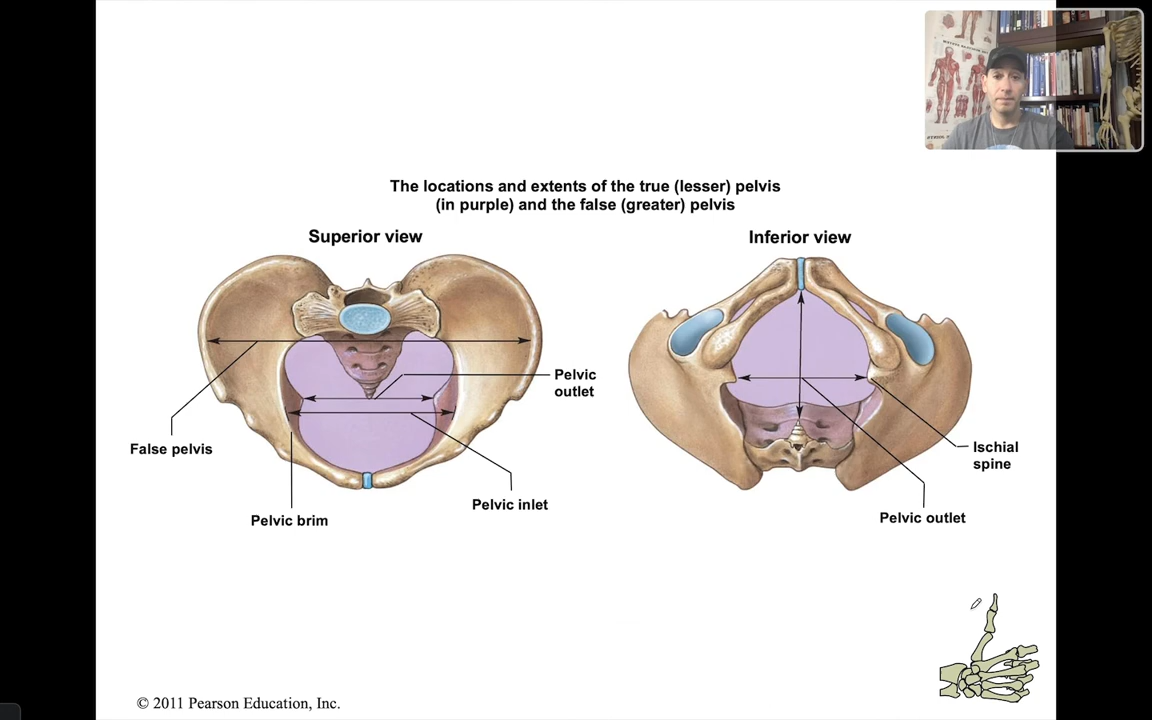 The locations and extents of the true (lesser) pelvis
(in purple) and the false (greater) pelvis
Superior view
Inferior view
Pelvic
outlet
False pelvis
Ischial
spine
Pelvic inlet
Pelvic brim
Pelvic outlet
© 2011 Pearson Education, Inc.